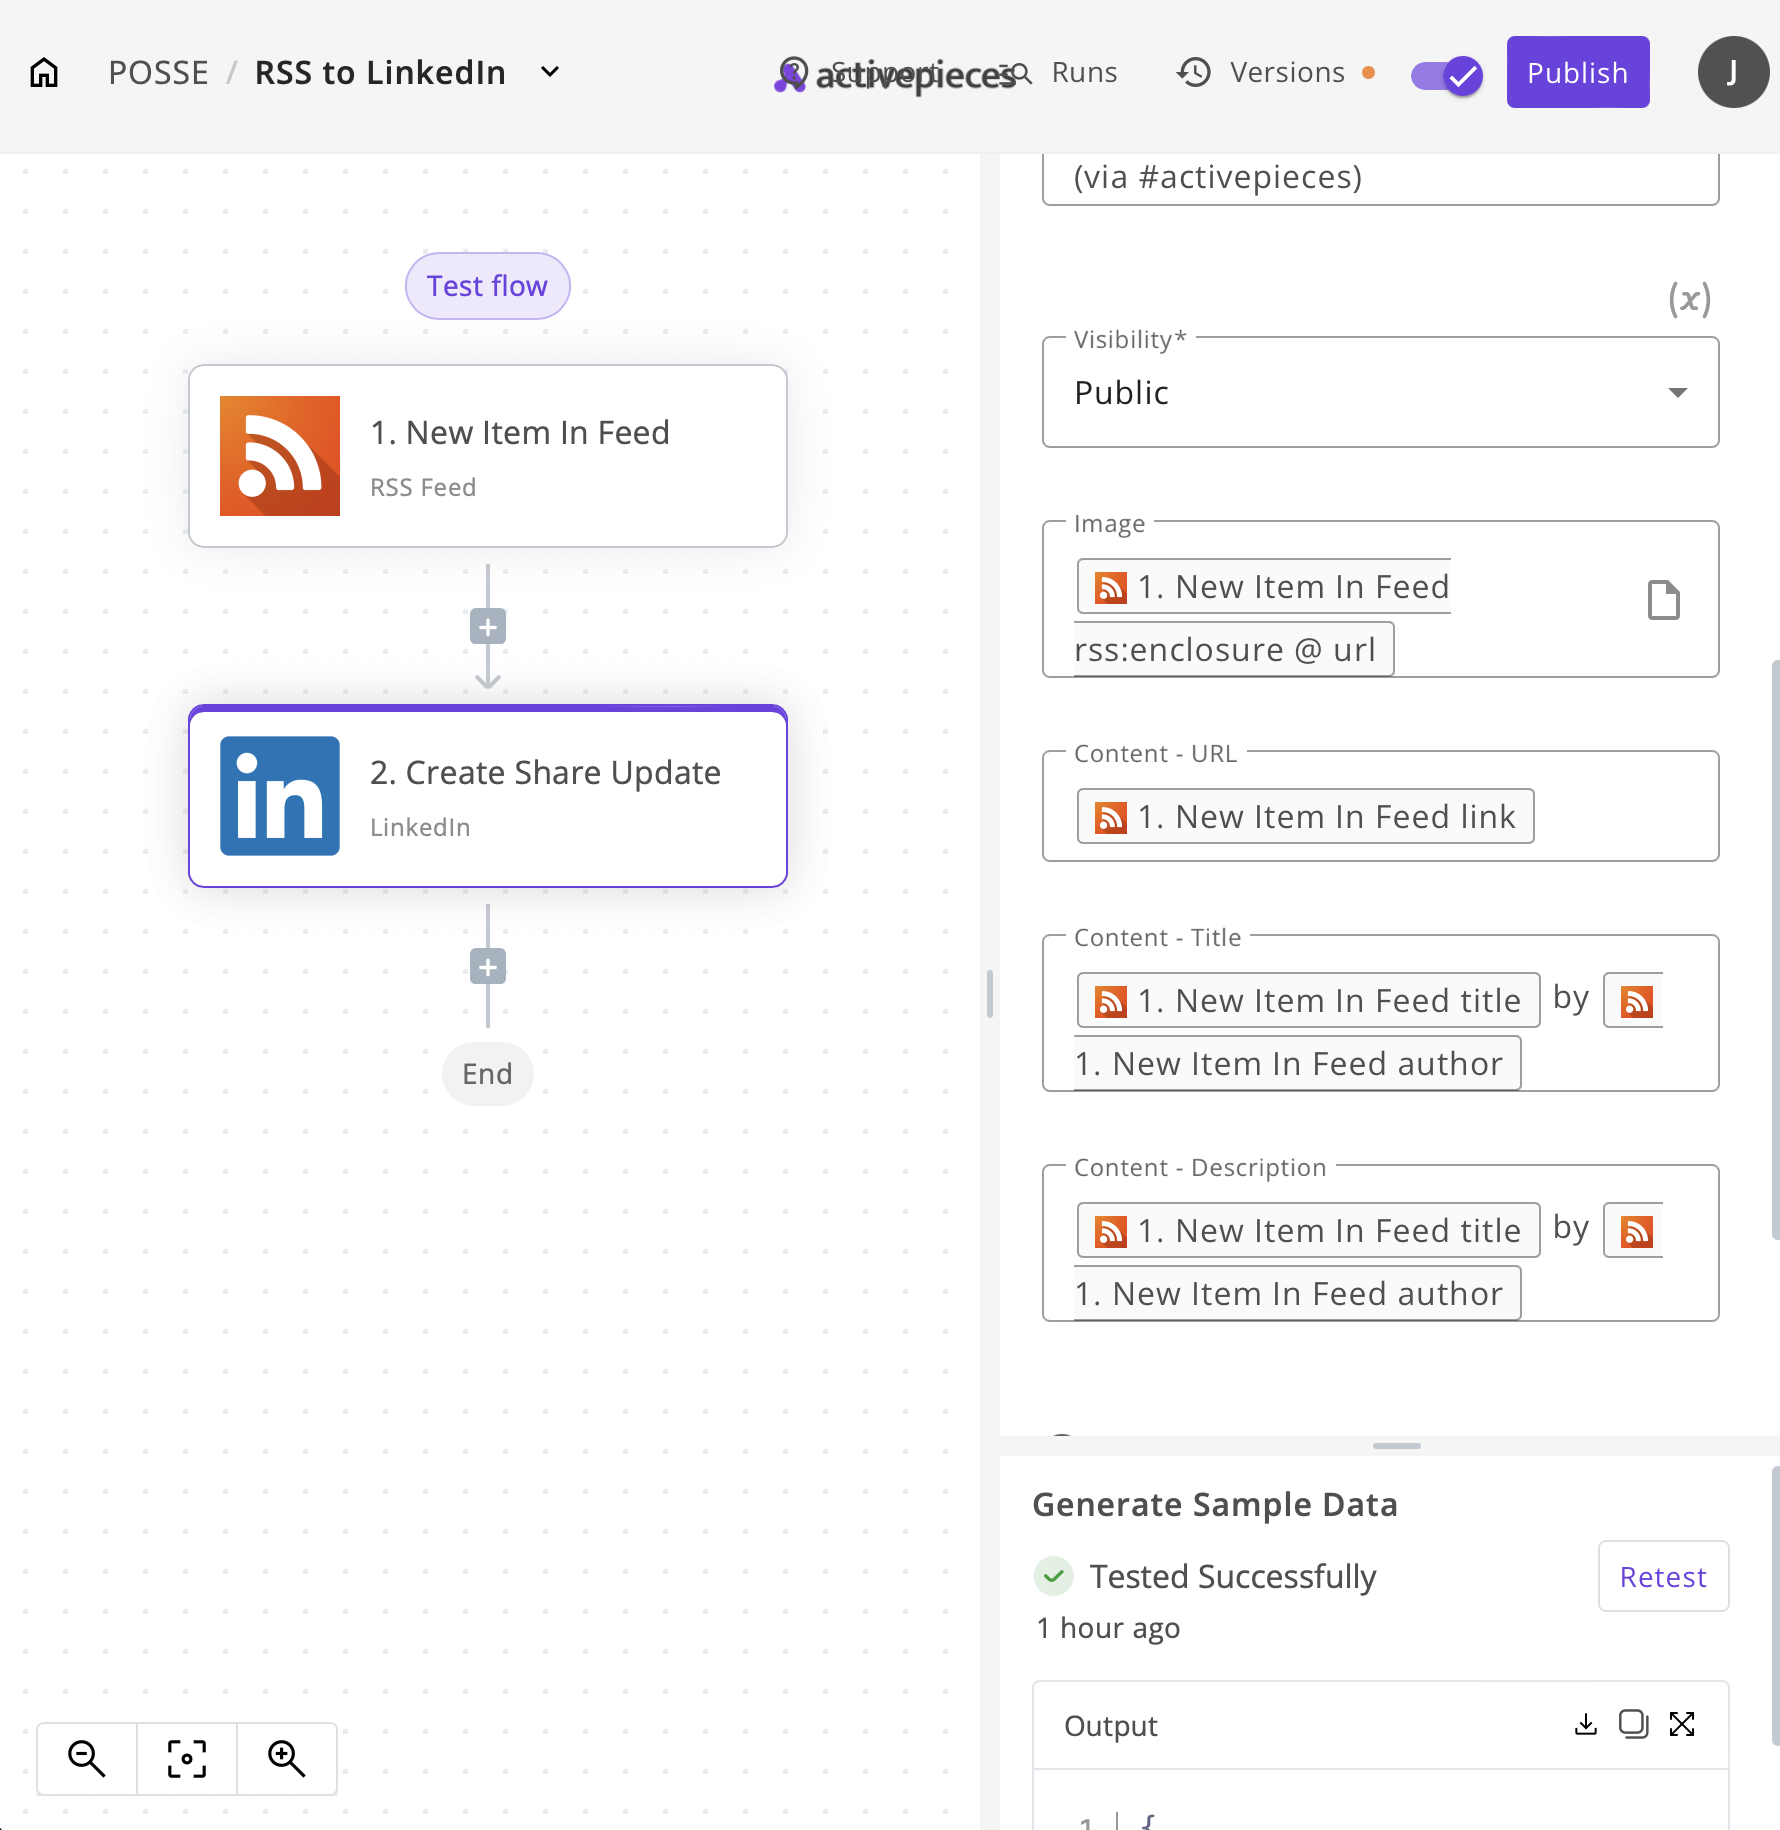 POSSE / RSS to LinkedIn
Support
activepieces
Runs
Versions
Publish
J
(via #activepieces)
Test flow
1. New Item In Feed
RSS Feed
2. Create Share Update
LinkedIn
End
(x)
Visibility*
Public
Image
1. New Item In Feed
rss:enclosure @ url
Content - URL
1. New Item In Feed link
Content - Title
1. New Item In Feed title by
1. New Item In Feed author
Content - Description
1. New Item In Feed title by
1. New Item In Feed author
Generate Sample Data
Tested Successfully
1 hour ago
Retest
Output
1 {